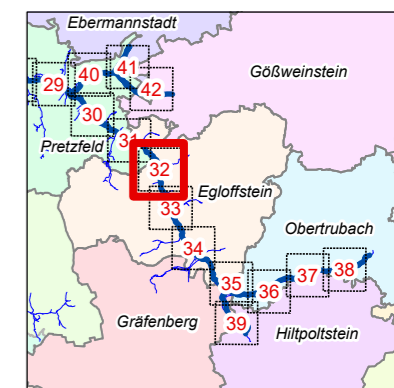 Ebermannstadt
41
40
29
42
Gößweinstein
30
31
Pretzfeld
32
Egloffstein
33
Obertrubach
34
38
37
35
36
Gräfenberg
39
Hiltpoltstein